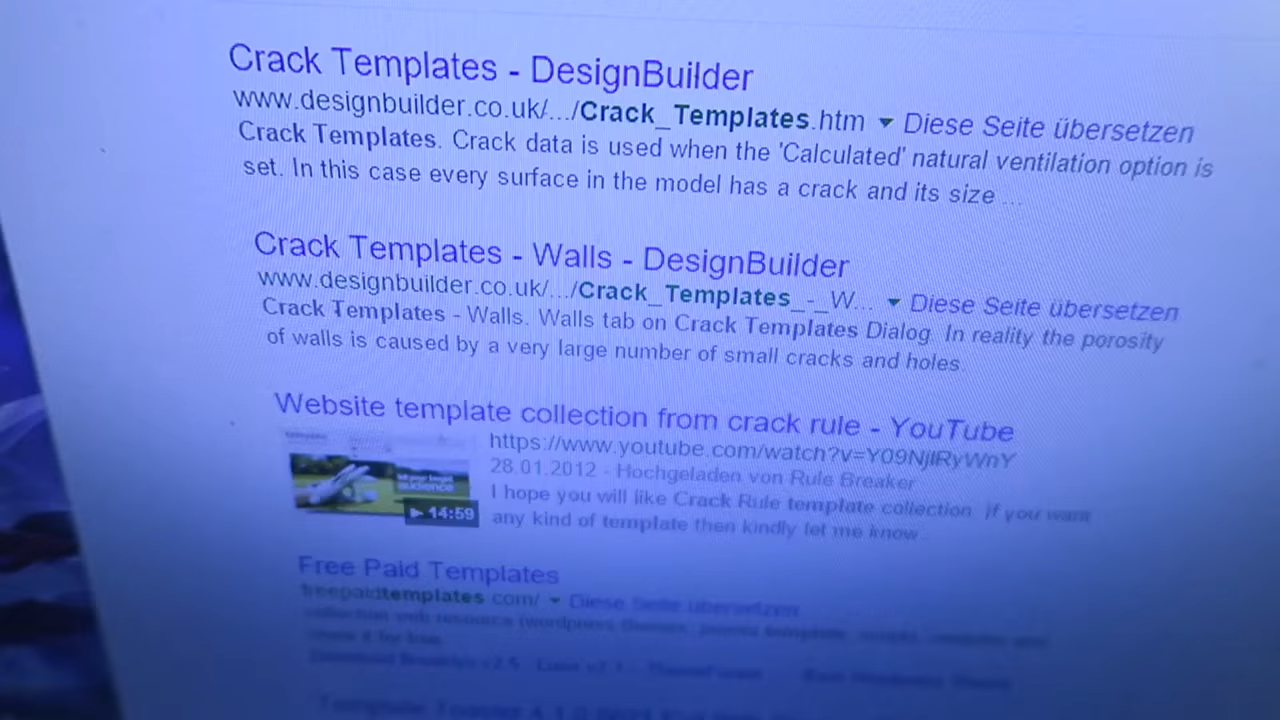 Crack Templates - DesignBuilder
www.designbuilder.co.uk/.../Crack_Templates.htm ▼ Diese Seite übersetzen
Crack Templates. Crack data is used when the 'Calculated' natural ventilation option is
set. In this case every surface in the model has a crack and its size ...
Crack Templates - Walls - DesignBuilder
www.designbuilder.co.uk/.../Crack_Templates_-_W... ▼ Diese Seite übersetzen
Crack Templates - Walls. Walls tab on Crack Templates Dialog. In reality the porosity
of walls is caused by a very large number of small cracks and holes.
Website template collection from crack rule - YouTube
https://www.youtube.com/watch?v=Y09NjlRyWnY
28.01.2012 - Hochgeladen von Rule Breaker
I hope you will like Crack Rule template collection. if you want
any kind of template then kindly let me know.
14:59
Free Paid Templates
freepaidtemplates.com/ ▼ Diese Seite übersetzen